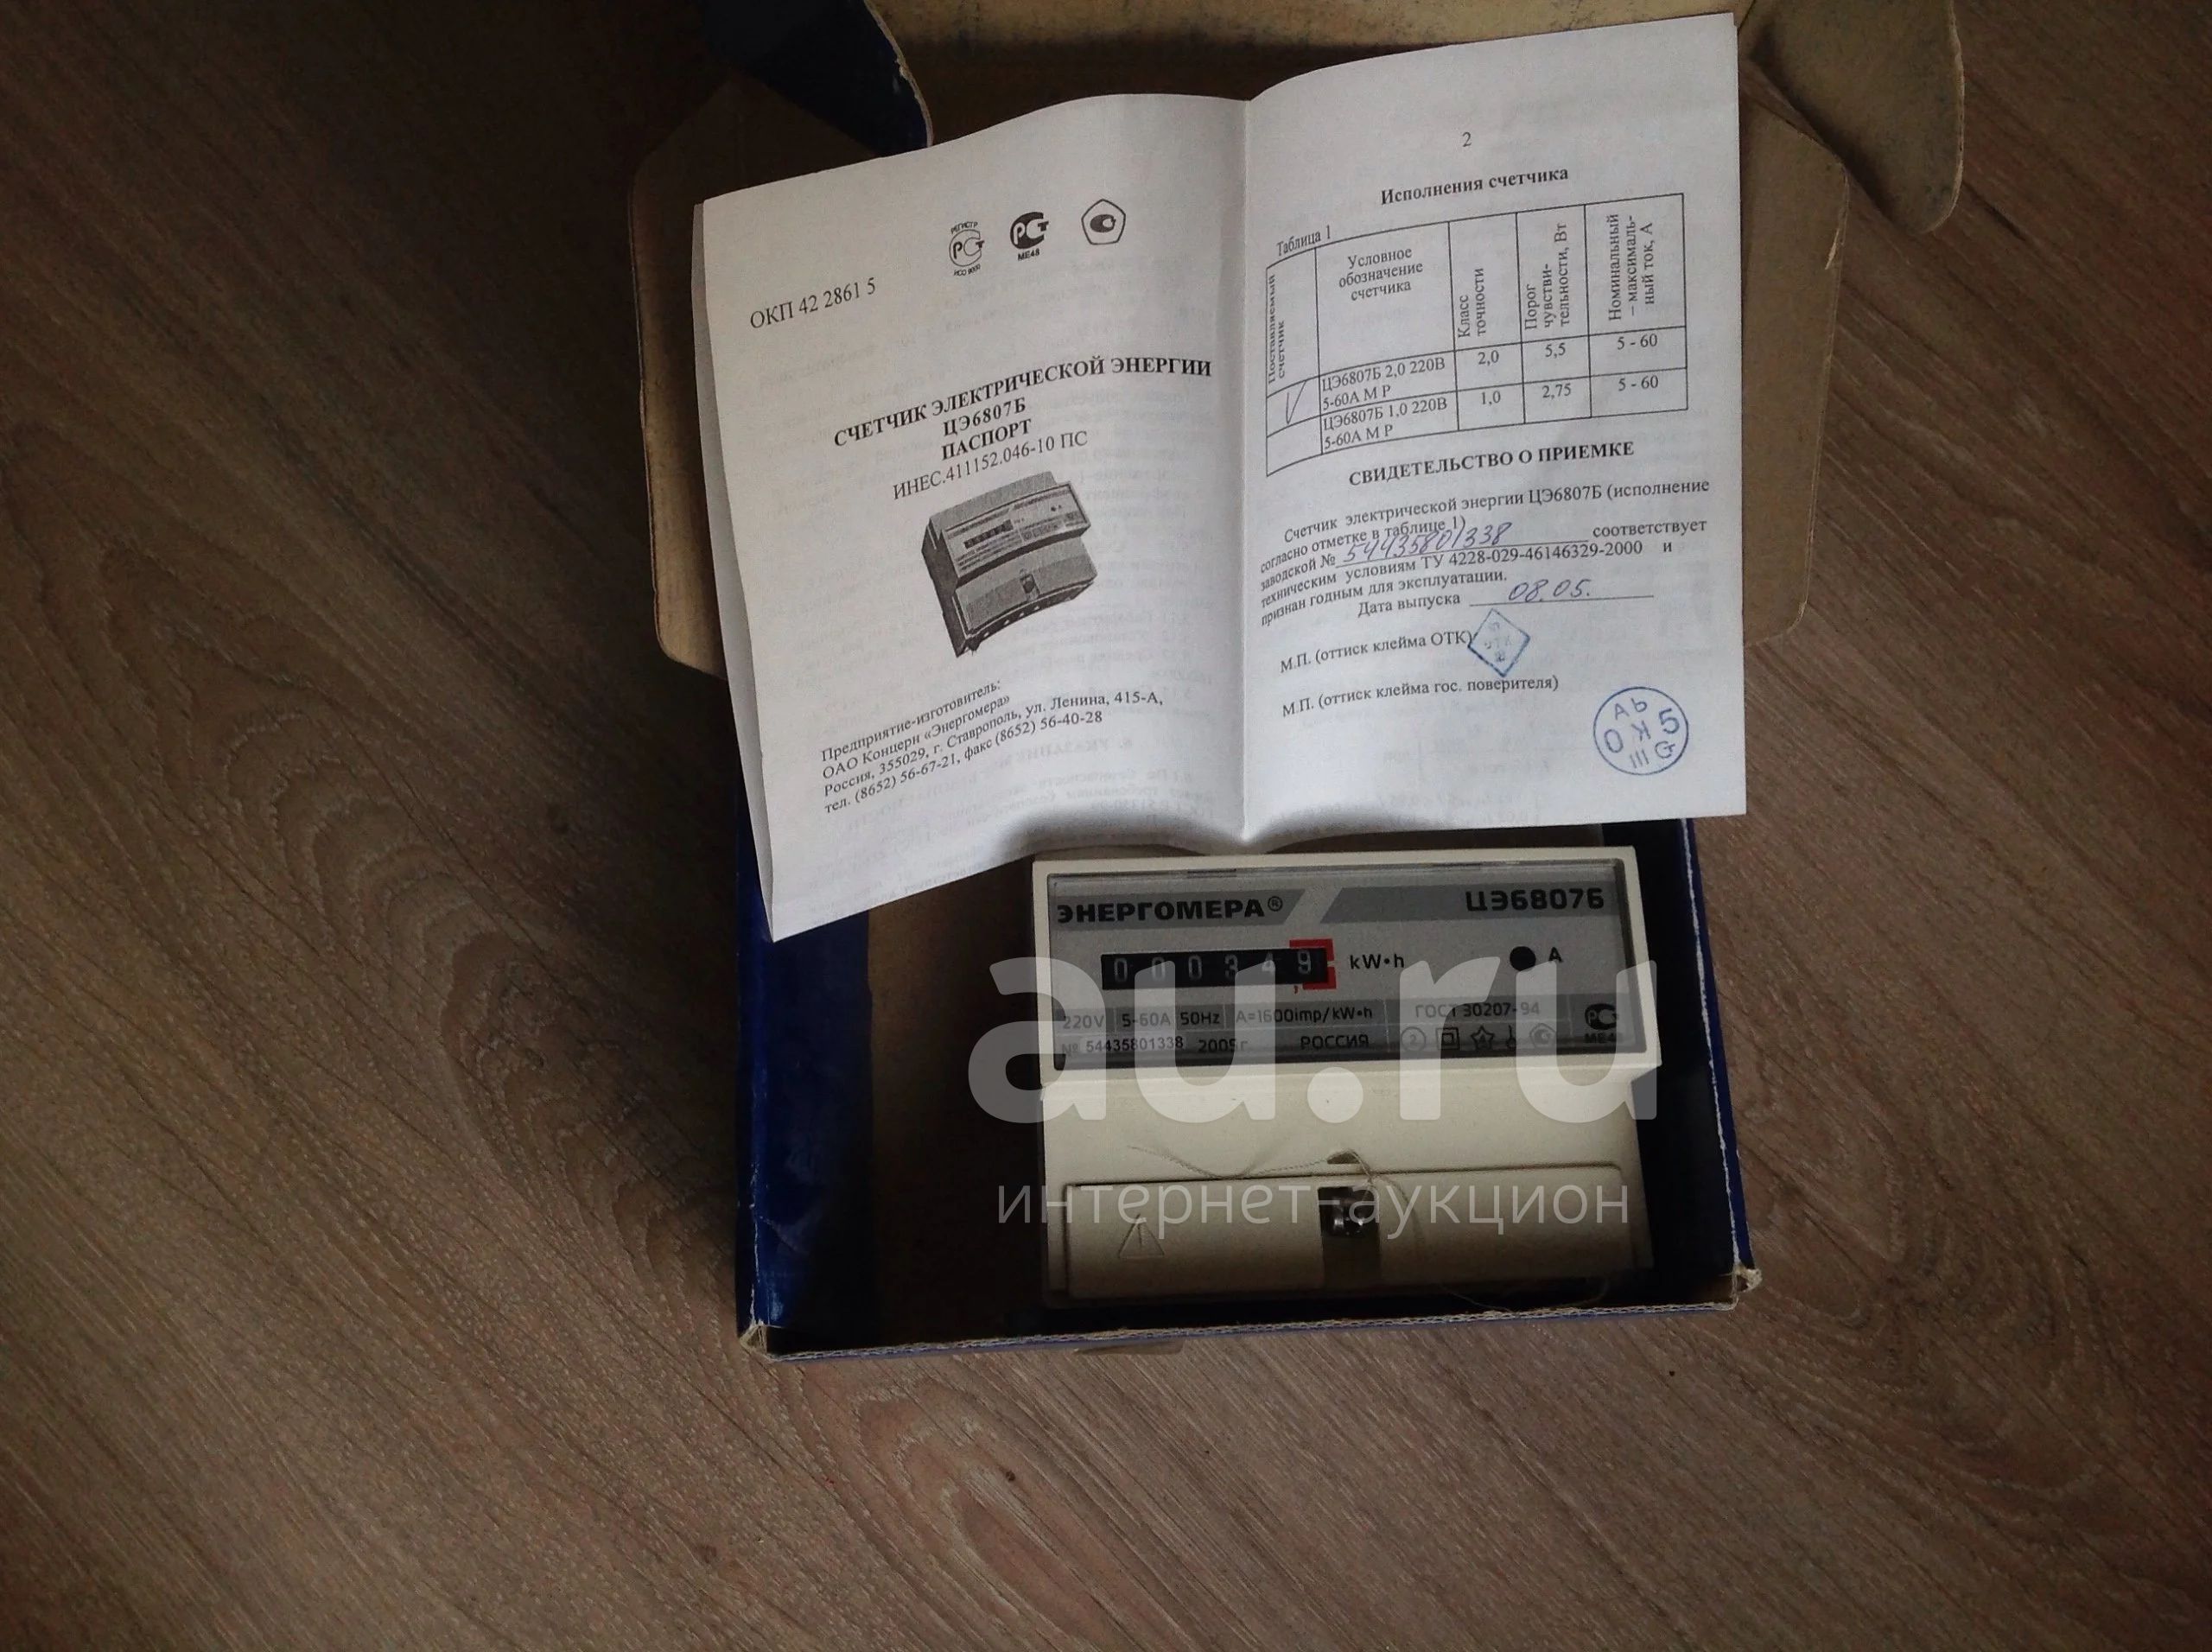 ОКП 42 2861 5
РЕГИСТР
ИСО 9000
МЕ48
СЧЕТЧИК ЭЛЕКТРИЧЕСКОЙ ЭНЕРГИИ
ЦЭ6807Б
ПАСПОРТ
ИНЕС.411152.046-10 ПС
Предприятие-изготовитель:
ОАО Концерн «Энергомера»
Россия, 355029, г. Ставрополь, ул. Ленина, 415-А,
тел. (8652) 56-67-21, факс (8652) 56-40-28
2
Исполнения счетчика
Таблица 1
Поставляемый
счетчик
Условное
обозначение
счетчика
Класс
точности
Порог
чувстви-
тельности, Вт
Номинальный
– максималь-
ный ток, А
ЦЭ6807Б 2,0 220В
5-60А М Р
2,0
5,5
5 - 60
ЦЭ6807Б 1,0 220В
5-60А М Р
1,0
2,75
5 - 60
СВИДЕТЕЛЬСТВО О ПРИЕМКЕ
Счетчик электрической энергии ЦЭ6807Б (исполнение
согласно отметке в таблице 1)
заводской № 54435801338 соответствует
техническим условиям ТУ 4228-029-46146329-2000 и
признан годным для эксплуатации.
Дата выпуска 08.05.
М.П. (оттиск клейма ОТК)
М.П. (оттиск клейма гос. поверителя)
ЭНЕРГОМЕРА® ЦЭ6807Б
000349 kW•h A
220V 5-60A 50Hz A=1600imp/kW•h ГОСТ 30207-94
№ 54435801338 2005г. РОССИЯ
au.ru
интернет-аукцион